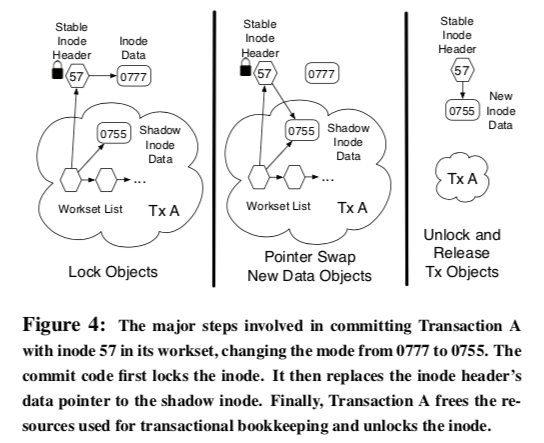 Stable
Inode
Header
Inode
Data
57
0777
0755
Shadow
Inode
Data
...
Workset List
Tx A
Lock Objects
Stable
Inode
Header
57
0777
0755
Shadow
Inode
Data
...
Workset List
Tx A
Pointer Swap
New Data Objects
Stable
Inode
Header
57
0755
New
Inode
Data
Tx A
Unlock and
Release
Tx Objects
Figure 4: The major steps involved in committing Transaction A
with inode 57 in its workset, changing the mode from 0777 to 0755. The
commit code first locks the inode. It then replaces the inode header's
data pointer to the shadow inode. Finally, Transaction A frees the re-
sources used for transactional bookkeeping and unlocks the inode.